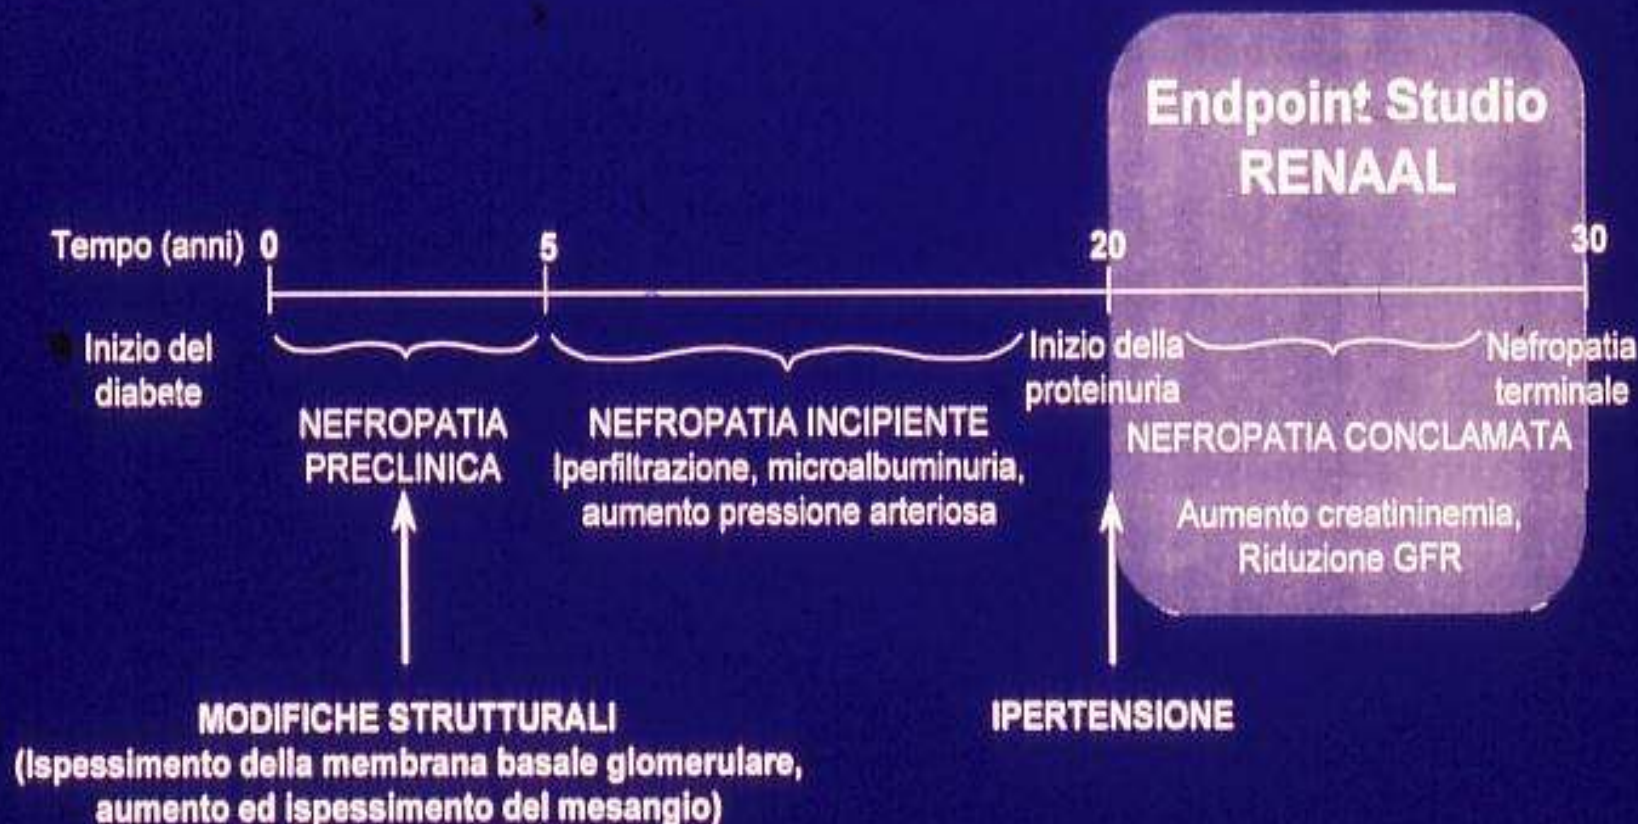 Endpoint Studio
RENAAL
Tempo (anni) 0 5 20 30
Inizio del
diabete
NEFROPATIA
PRECLINICA
NEFROPATIA INCIPIENTE
Iperfiltrazione, microalbuminuria,
aumento pressione arteriosa
Inizio della
proteinuria
Nefropatia
terminale
NEFROPATIA CONCLAMATA
Aumento creatininemia,
Riduzione GFR
MODIFICHE STRUTTURALI
(Ispessimento della membrana basale glomerulare,
aumento ed ispessimento del mesangio)
IPERTENSIONE